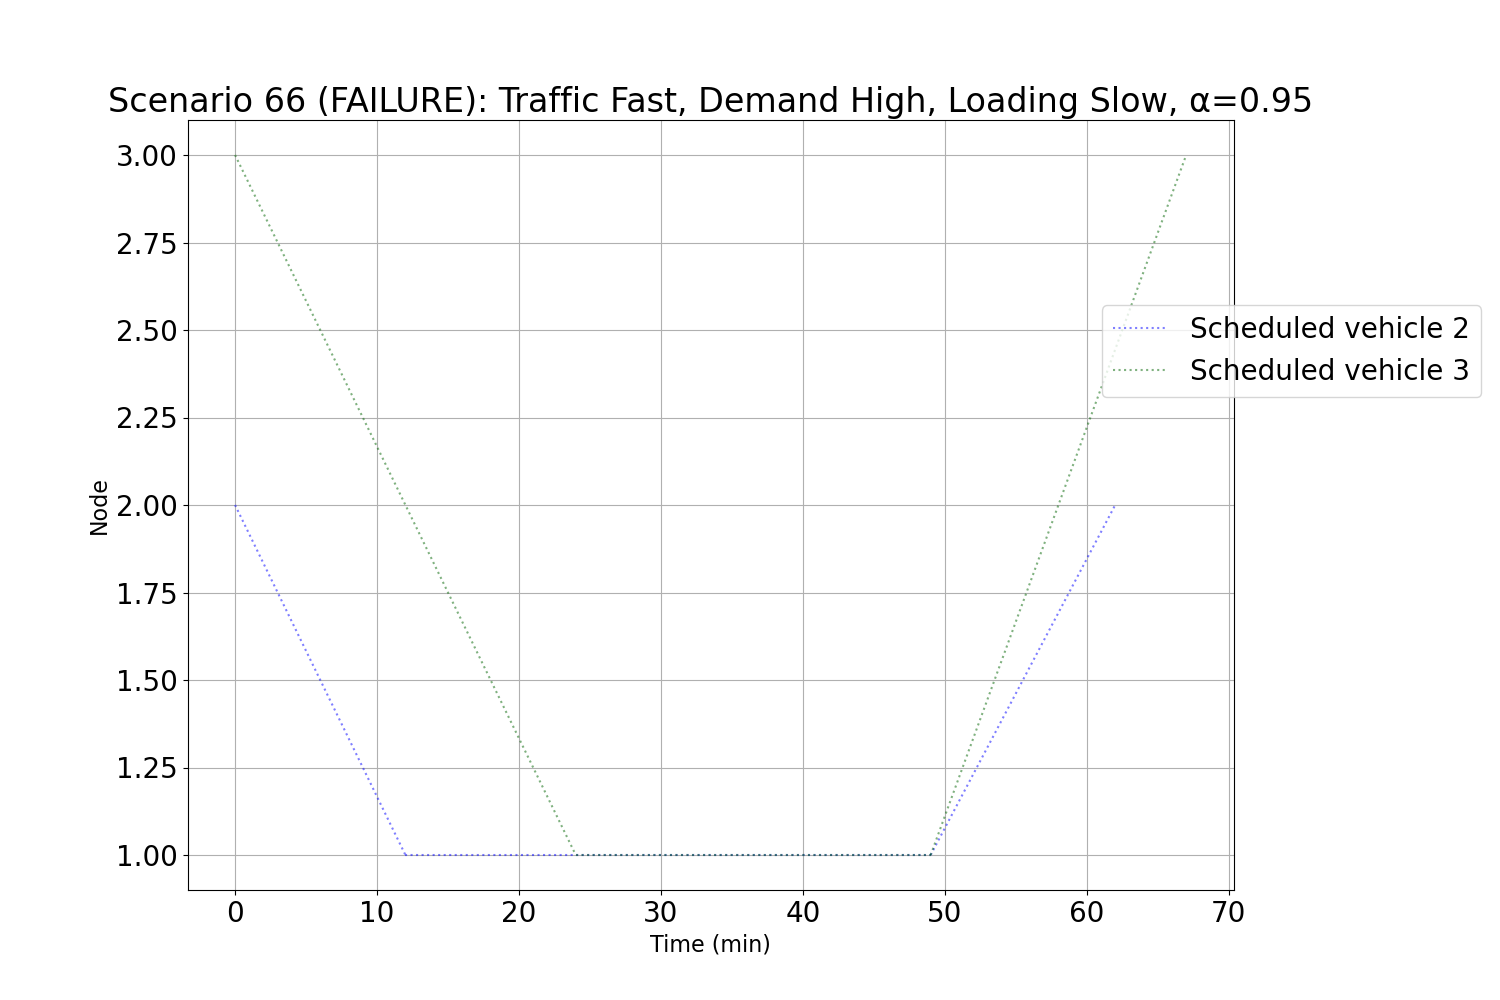 Scenario 66 (FAILURE): Traffic Fast, Demand High, Loading Slow, α=0.95
3.00
2.75
2.50
2.25
2.00
1.75
1.50
1.25
1.00
Node
Scheduled vehicle 2
Scheduled vehicle 3
0 10 20 30 40 50 60 70
Time (min)